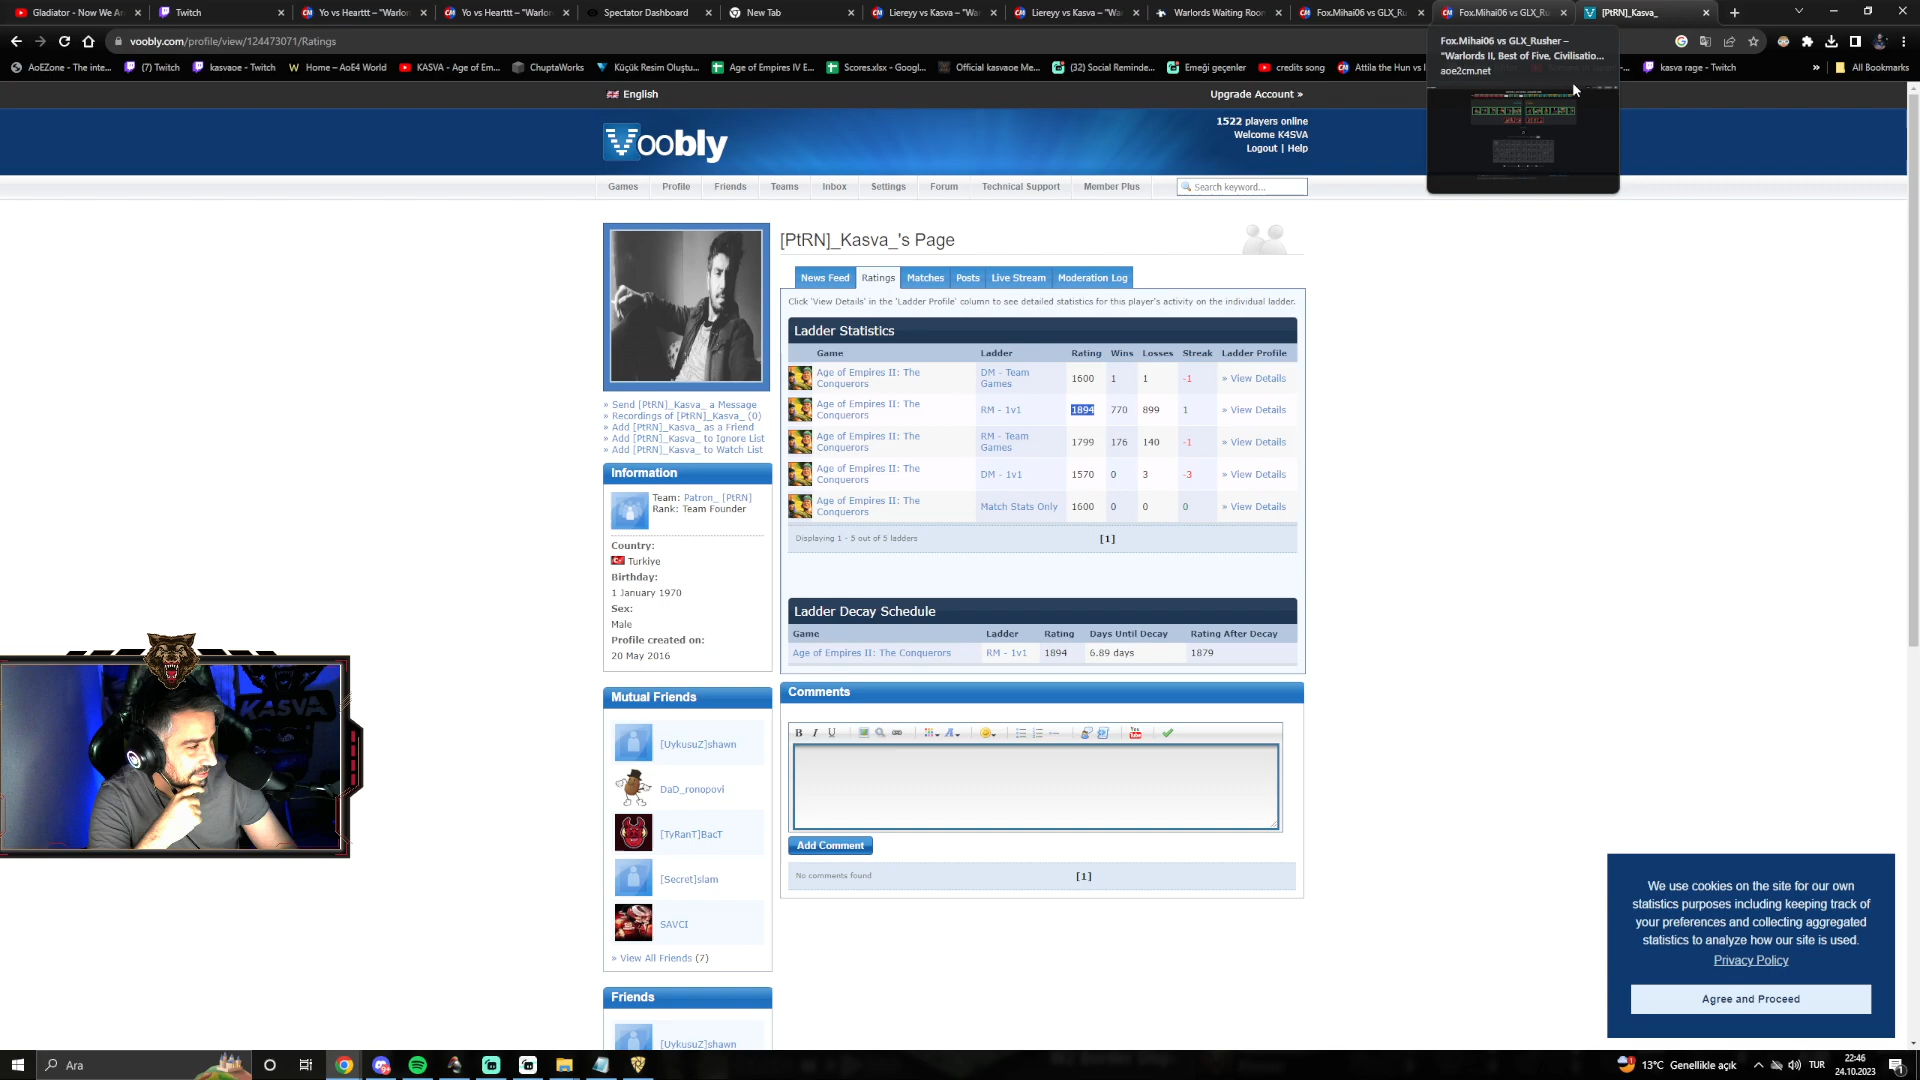 Gladiator - Now We Ar
Twitch
Yo vs Hearttt – "Warlor
Yo vs Hearttt – "Warlor
Spectator Dashboard
New Tab
Liereyy vs Kasva – "Wa
Liereyy vs Kasva – "Wa
Warlords Waiting Roo
Fox.Mihai06 vs GLX_R
Fox.Mihai06 vs GLX_Ru
[PtRN]_Kasva_
voobly.com/profile/view/124473071/Ratings
AoEZone - The inte...
(7) Twitch
kasvaoe - Twitch
Home – AoE4 World
KASVA - Age of Em...
ChuptaWorks
Küçük Resim Oluştu...
Age of Empires IV E...
Scores.xlsx - Googl...
Official kasvaoe Me...
(32) Social Reminde...
Emeği geçenler
credits song
Attila the Hun vs l
kasva rage - Twitch
All Bookmarks
Fox.Mihai06 vs GLX_Rusher –
"Warlords II, Best of Five, Civilisatio...
aoe2cm.net
English
Upgrade Account »
Voobly
1522 players online
Welcome K4SVA
Logout | Help
Games
Profile
Friends
Teams
Inbox
Settings
Forum
Technical Support
Member Plus
Search keyword...
[PtRN]_Kasva_'s Page
News Feed
Ratings
Matches
Posts
Live Stream
Moderation Log
Click 'View Details' in the 'Ladder Profile' column to see detailed statistics for this player's activity on the individual ladder.
Ladder Statistics
Game Ladder Rating Wins Losses Streak Ladder Profile
Age of Empires II: The Conquerors DM - Team Games 1600 1 1 -1 » View Details
Age of Empires II: The Conquerors RM - 1v1 1894 770 899 1 » View Details
Age of Empires II: The Conquerors RM - Team Games 1799 176 140 -1 » View Details
Age of Empires II: The Conquerors DM - 1v1 1570 0 3 -3 » View Details
Age of Empires II: The Conquerors Match Stats Only 1600 0 0 0 » View Details
Displaying 1 - 5 out of 5 ladders
[1]
Ladder Decay Schedule
Game Ladder Rating Days Until Decay Rating After Decay
Age of Empires II: The Conquerors RM - 1v1 1894 6.89 days 1879
» Send [PtRN]_Kasva_ a Message
» Recordings of [PtRN]_Kasva_ (0)
» Add [PtRN]_Kasva_ as a Friend
» Add [PtRN]_Kasva_ to Ignore List
» Add [PtRN]_Kasva_ to Watch List
Information
Team: Patron_ [PtRN]
Rank: Team Founder
Country:
Turkiye
Birthday:
1 January 1970
Sex:
Male
Profile created on:
20 May 2016
Mutual Friends
[UykusuZ]shawn
DaD_ronopovi
[TyRanT]BacT
[Secret]slam
SAVCI
» View All Friends (7)
Friends
[UykusuZ]shawn
Comments
B I U
Add Comment
No comments found
[1]
KASVA
We use cookies on the site for our own
statistics purposes including keeping track of
your preferences and collecting aggregated
statistics to analyze how our site is used.
Privacy Policy
Agree and Proceed
Ara
13°C Genellikle açık
TUR
22:46
24.10.2023